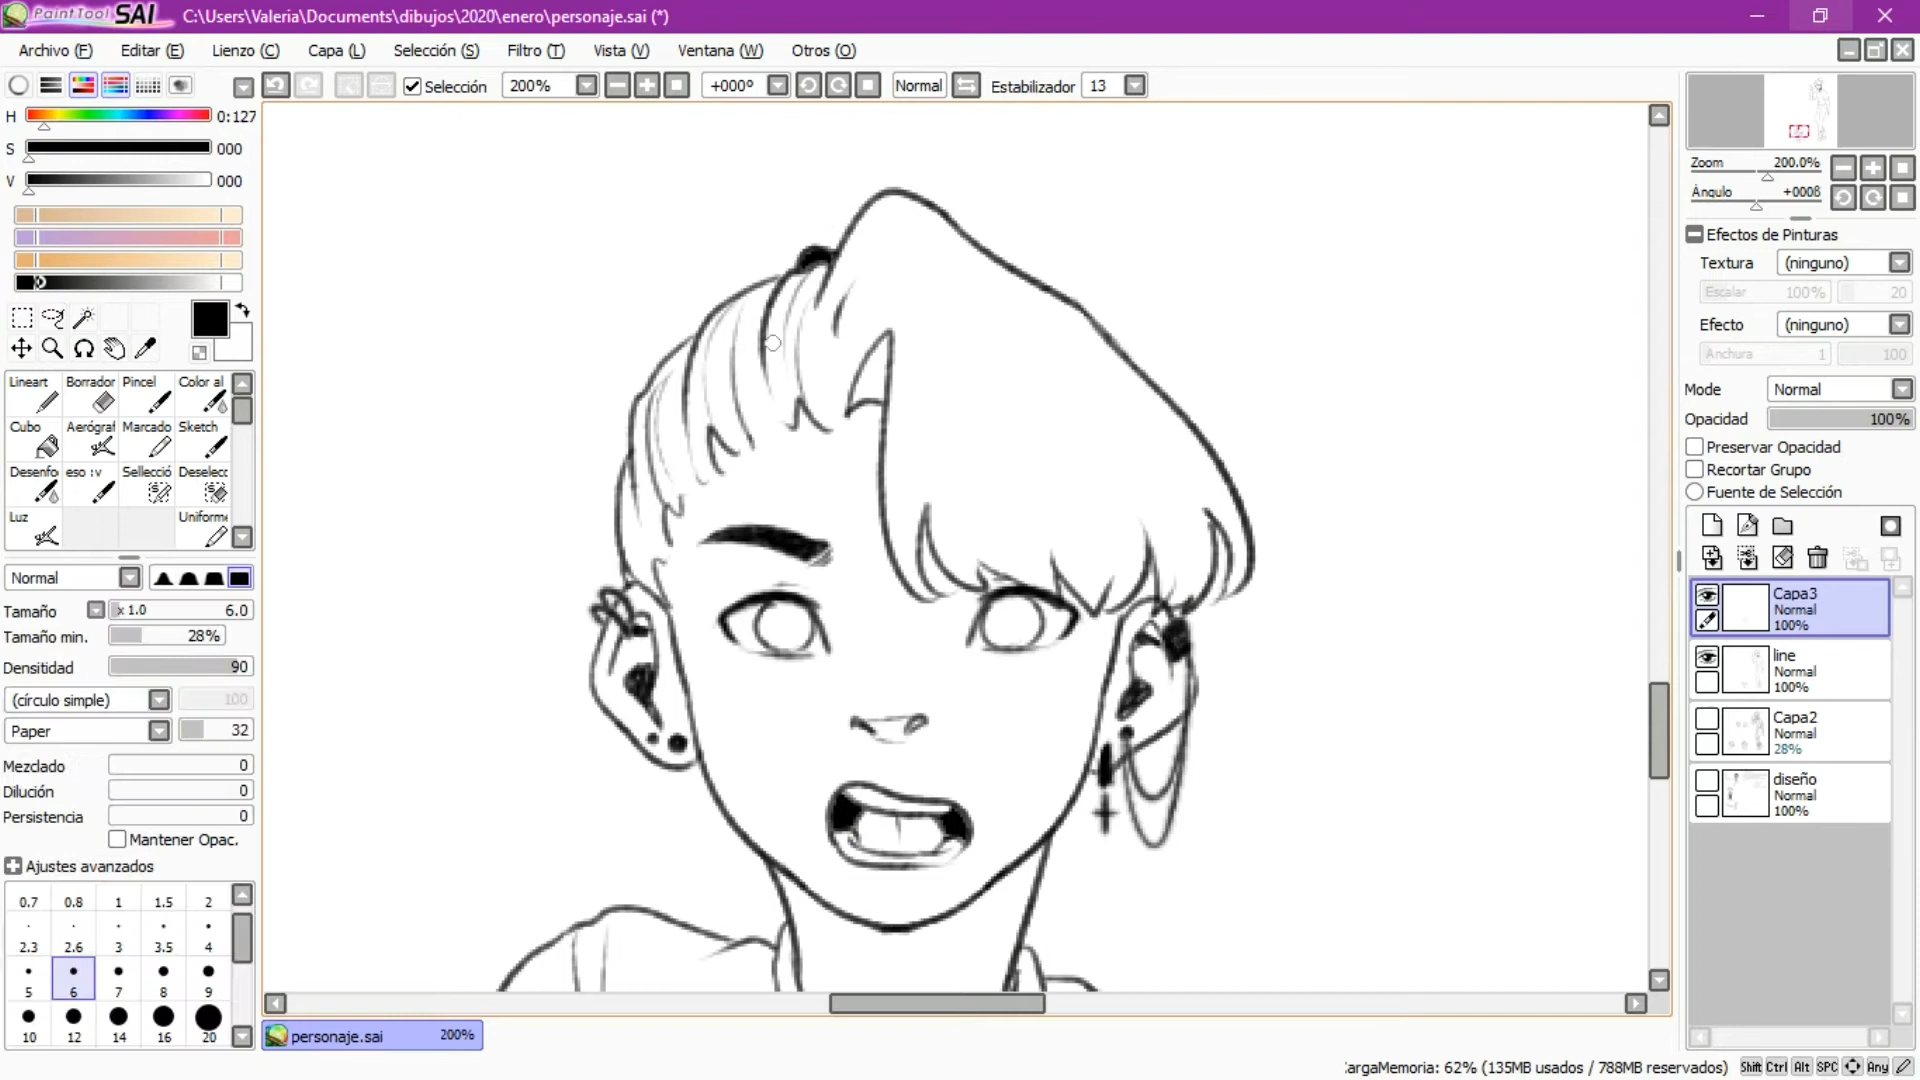 PaintTool SAI C:\Users\Valeria\Documents\dibujos\2020\enero\personaje.sai (*)
Archivo (F) Editar (E) Lienzo (C) Capa (L) Selección (S) Filtro (T) Vista (V) Ventana (W) Otros (O)
Selección 200% +000º Normal Estabilizador 13
H 0:127
S 000
V 000
Lineart Borrador Pincel Color al
Cubo Aerógraf Marcado Sketch
Desenfo eso :v Sellecció Deselecc
Luz Uniforme
Normal
Tamaño x 1.0 6.0
Tamaño min. 28%
Densitidad 90
(círculo simple) 100
Paper 32
Mezclado 0
Dilución 0
Persistencia 0
Mantener Opac.
Ajustes avanzados
0.7 0.8 1 1.5 2
2.3 2.6 3 3.5 4
5 6 7 8 9
10 12 14 16 20
personaje.sai 200%
Zoom 200.0%
Ángulo +0008
Efectos de Pinturas
Textura (ninguno)
Escalar 100% 20
Efecto (ninguno)
Anchura 1 100
Mode Normal
Opacidad 100%
Preservar Opacidad
Recortar Grupo
Fuente de Selección
Capa3
Normal
100%
line
Normal
100%
Capa2
Normal
28%
diseño
Normal
100%
CargaMemoria: 62% (135MB usados / 788MB reservados) Shift Ctrl Alt SPC Any